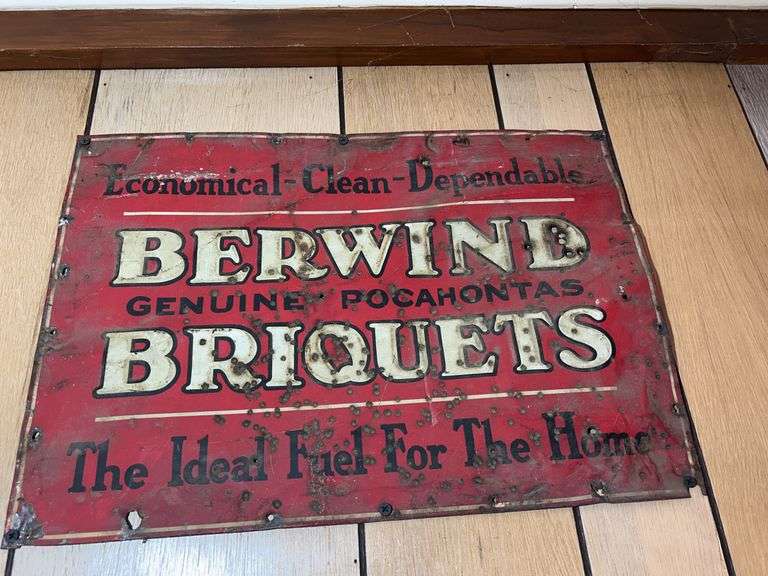 Economical-Clean-Dependable
BERWIND
GENUINE POCAHONTAS
BRIQUETS
The Ideal Fuel For The Home